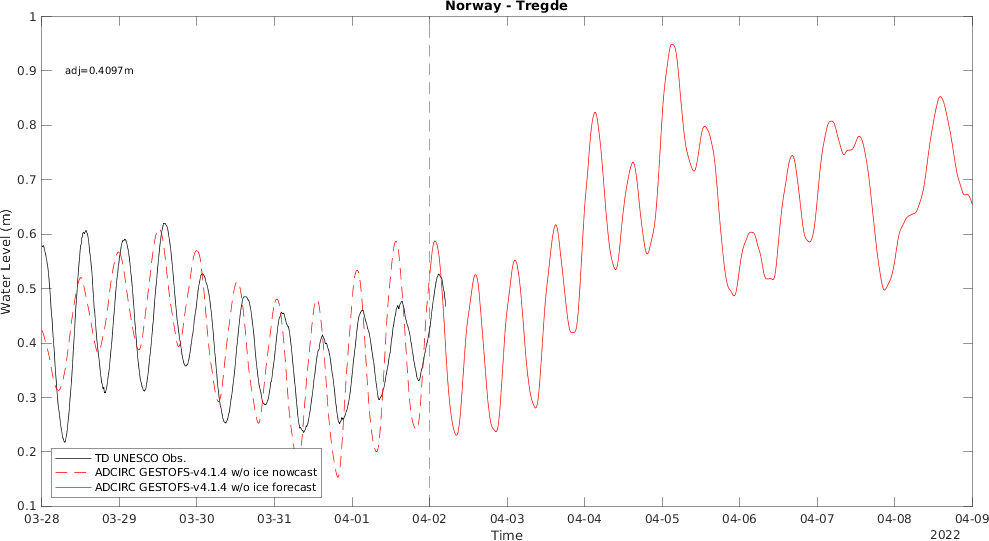 Norway - Tregde
1
0.9
0.8
0.7
0.6
0.5
0.4
0.3
0.2
0.1
Water Level (m)
adj=0.4097m
TD UNESCO Obs.
ADCIRC GESTOFS-v4.1.4 w/o ice nowcast
ADCIRC GESTOFS-v4.1.4 w/o ice forecast
03-28 03-29 03-30 03-31 04-01 04-02 04-03 04-04 04-05 04-06 04-07 04-08 04-09
Time
2022